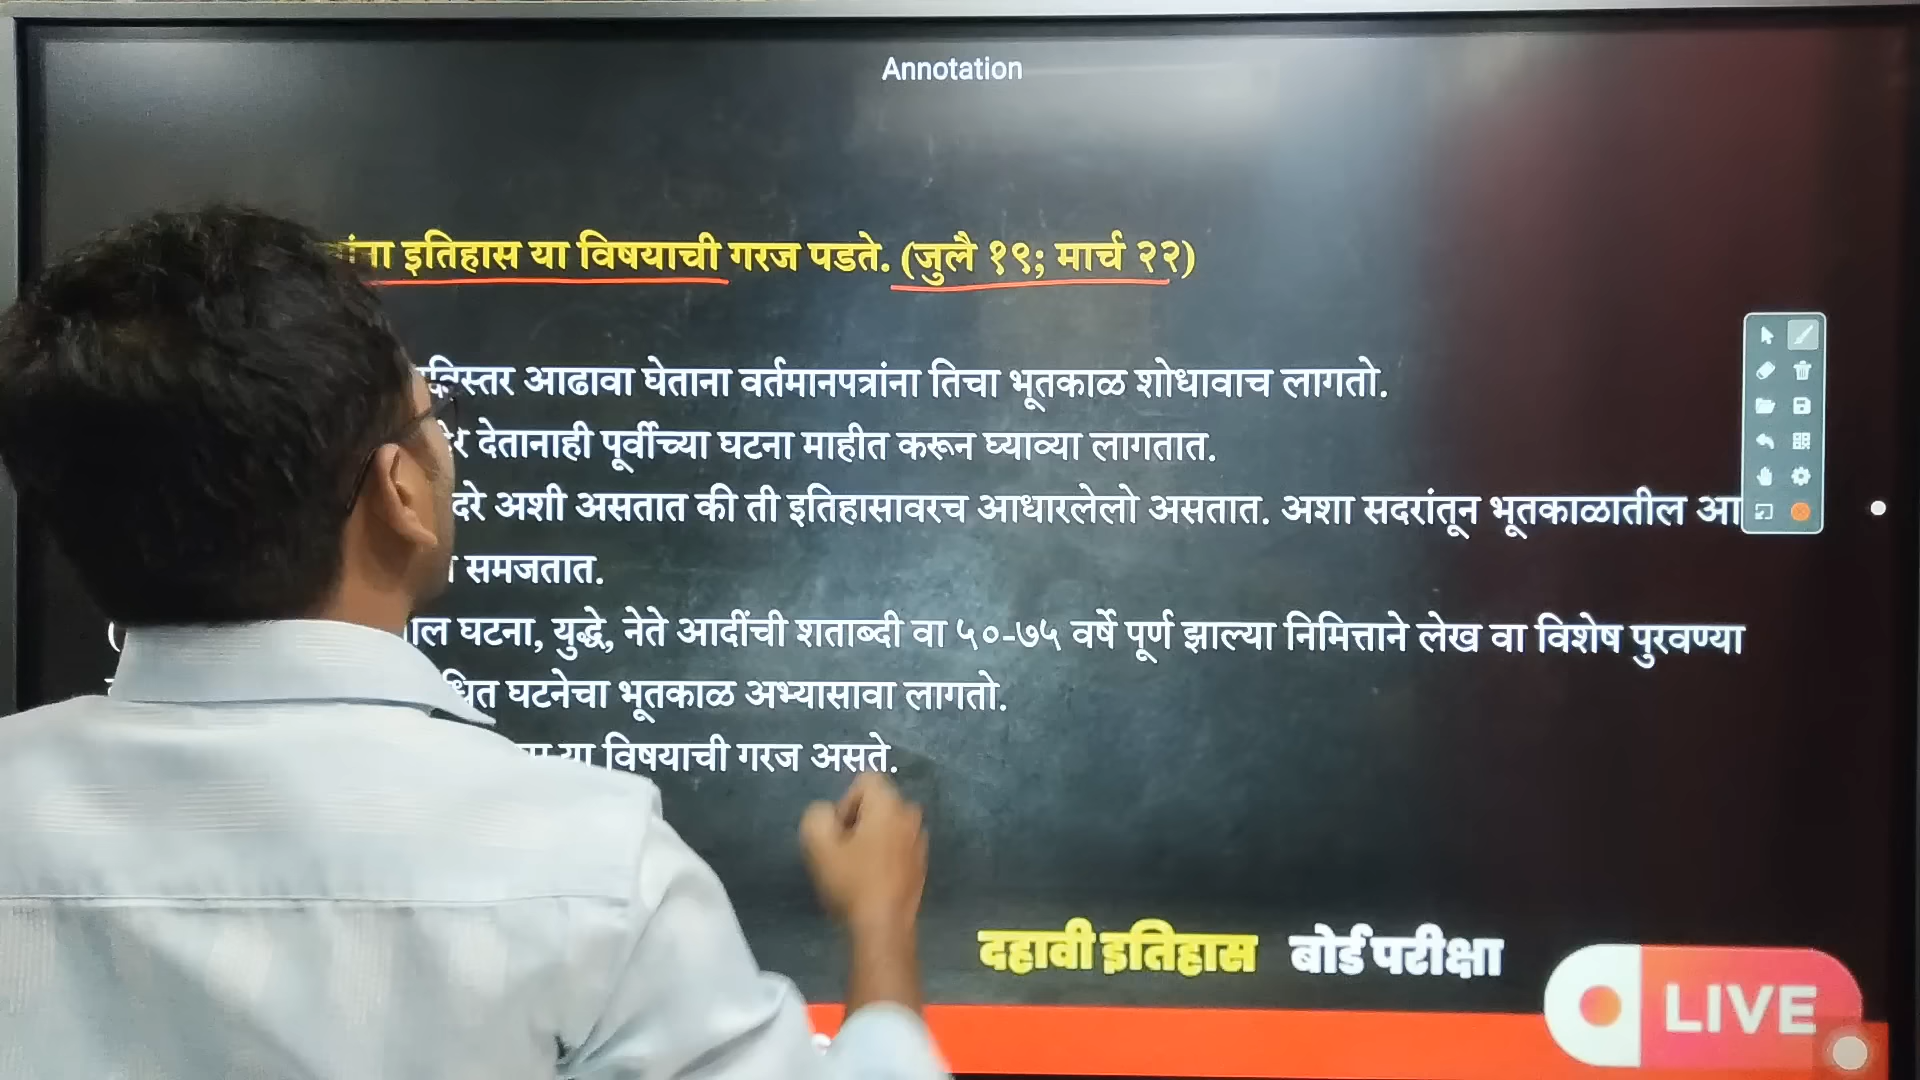 Annotation
इतिहास या विषयाची गरज पडते. (जुलै १९; मार्च २२)
आढावा घेताना वर्तमानपत्रांना तिचा भूतकाळ शोधावाच लागतो.
देतानाही पूर्वीच्या घटना माहीत करून घ्याव्या लागतात.
अशी असतात की ती इतिहासावरच आधारलेलो असतात. अशा सदरांतून भूतकाळातील
समजतात.
घटना, युद्धे, नेते आदींची शताब्दी वा ५०-७५ वर्षे पूर्ण झाल्या निमित्ताने लेख वा विशेष पुरवण्या
घटनेचा भूतकाळ अभ्यासावा लागतो.
या विषयाची गरज असते.
दहावी इतिहास बोर्ड परीक्षा
LIVE